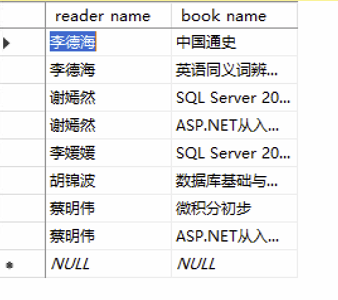 reader name book name
李德海 中国通史
李德海 英语同义词辨...
谢嫣然 SQL Server 20...
谢嫣然 ASP.NET从入...
李媛媛 SQL Server 20...
胡锦波 数据库基础与...
蔡明伟 微积分初步
蔡明伟 ASP.NET从入...
NULL NULL